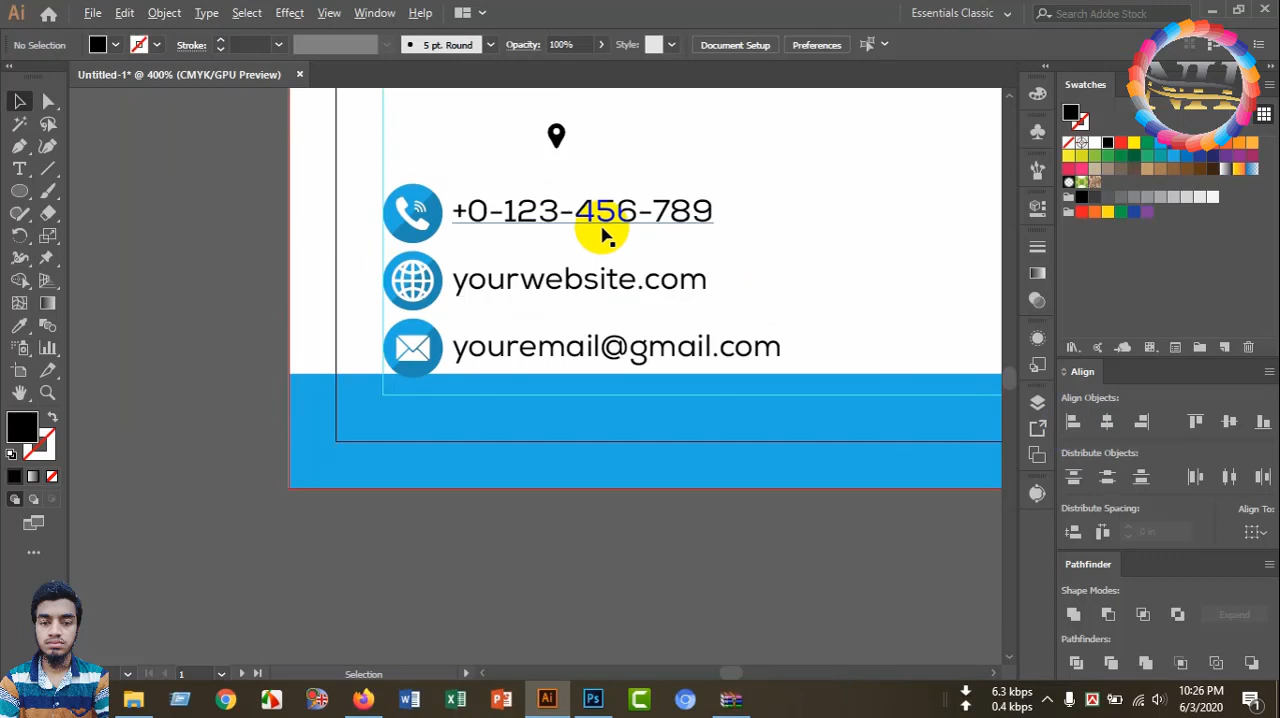 Ai
File Edit Object Type Select Effect View Window Help
Essentials Classic
Search Adobe Stock
No Selection
Stroke:
5 pt. Round
Opacity: 100%
Style:
Document Setup
Preferences
Untitled-1* @ 400% (CMYK/GPU Preview)
Swatches
+0-123-456-789
yourwebsite.com
youremail@gmail.com
Align
Align Objects:
Distribute Objects:
Distribute Spacing:
Align To:
0 in
Pathfinder
Shape Modes:
Expand
Pathfinders:
1
Selection
6.3 kbps
0.4 kbps
10:26 PM
6/3/2020